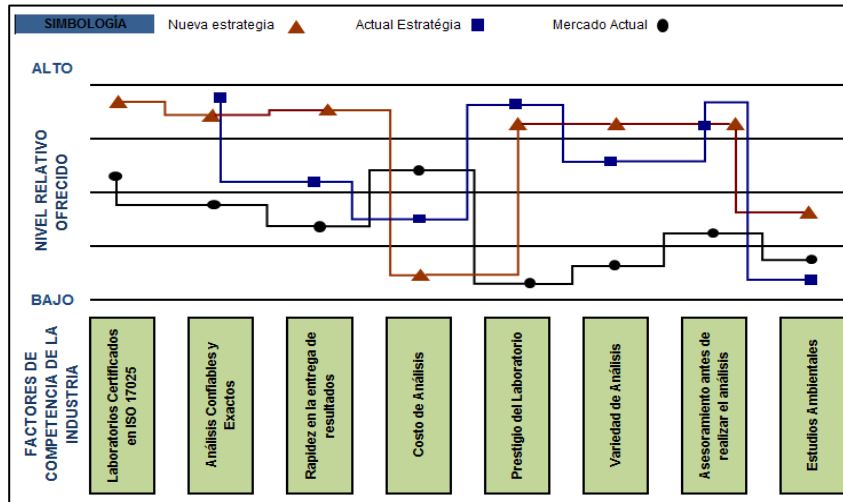 SIMBOLOGÍA Nueva estrategia Actual Estratégia Mercado Actual
ALTO
NIVEL RELATIVO
OFRECIDO
BAJO
FACTORES DE
COMPETENCIA DE LA
INDUSTRIA
Laboratorios Certificados
en ISO 17025
Análisis Confiables y
Exactos
Rapidez en la entrega de
resultados
Costo de Análisis
Prestigio del Laboratorio
Variedad de Análisis
Asesoramiento antes de
realizar el análisis
Estudios Ambientales